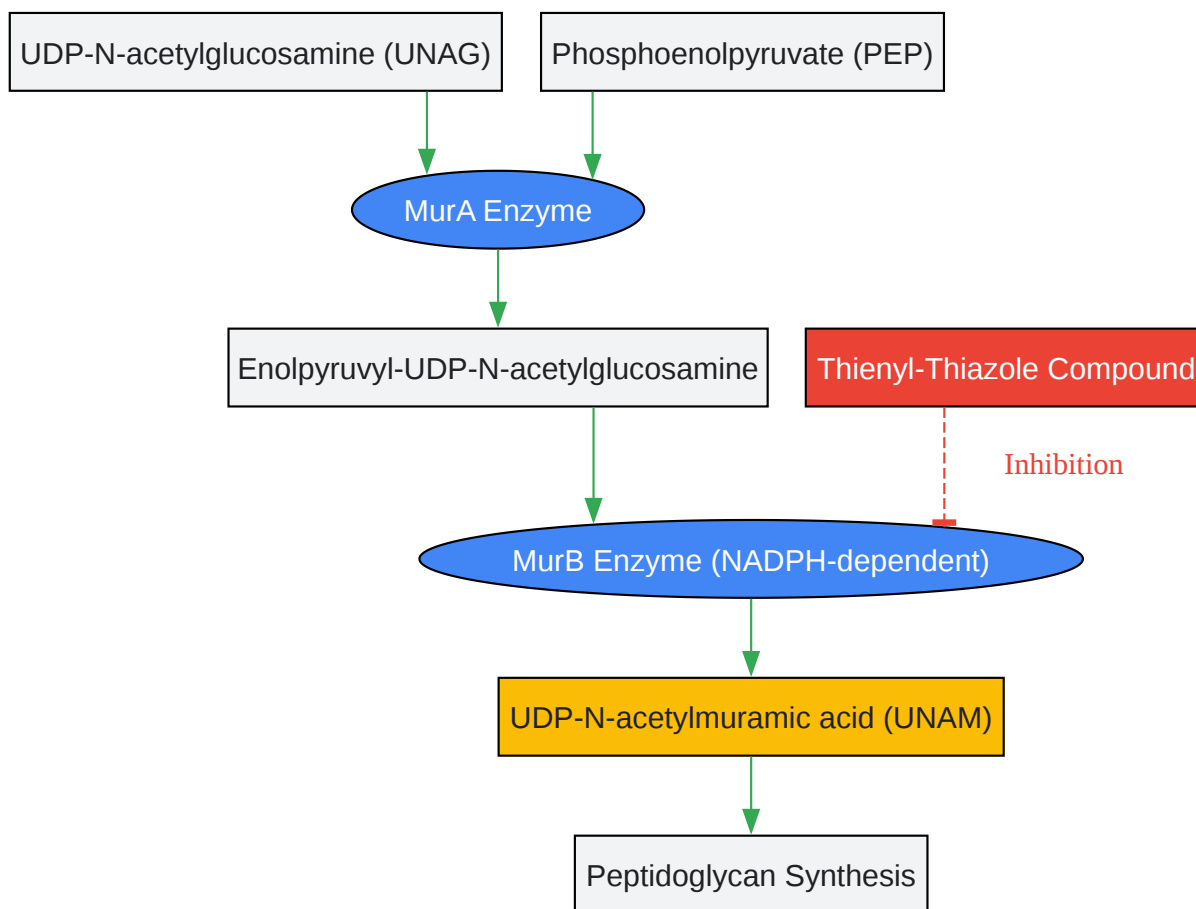 UDP-N-acetylglucosamine (UNAG)
Phosphoenolpyruvate (PEP)
MurA Enzyme
Enolpyruvyl-UDP-N-acetylglucosamine
Thienyl-Thiazole Compound
Inhibition
MurB Enzyme (NADPH-dependent)
UDP-N-acetylmuramic acid (UNAM)
Peptidoglycan Synthesis